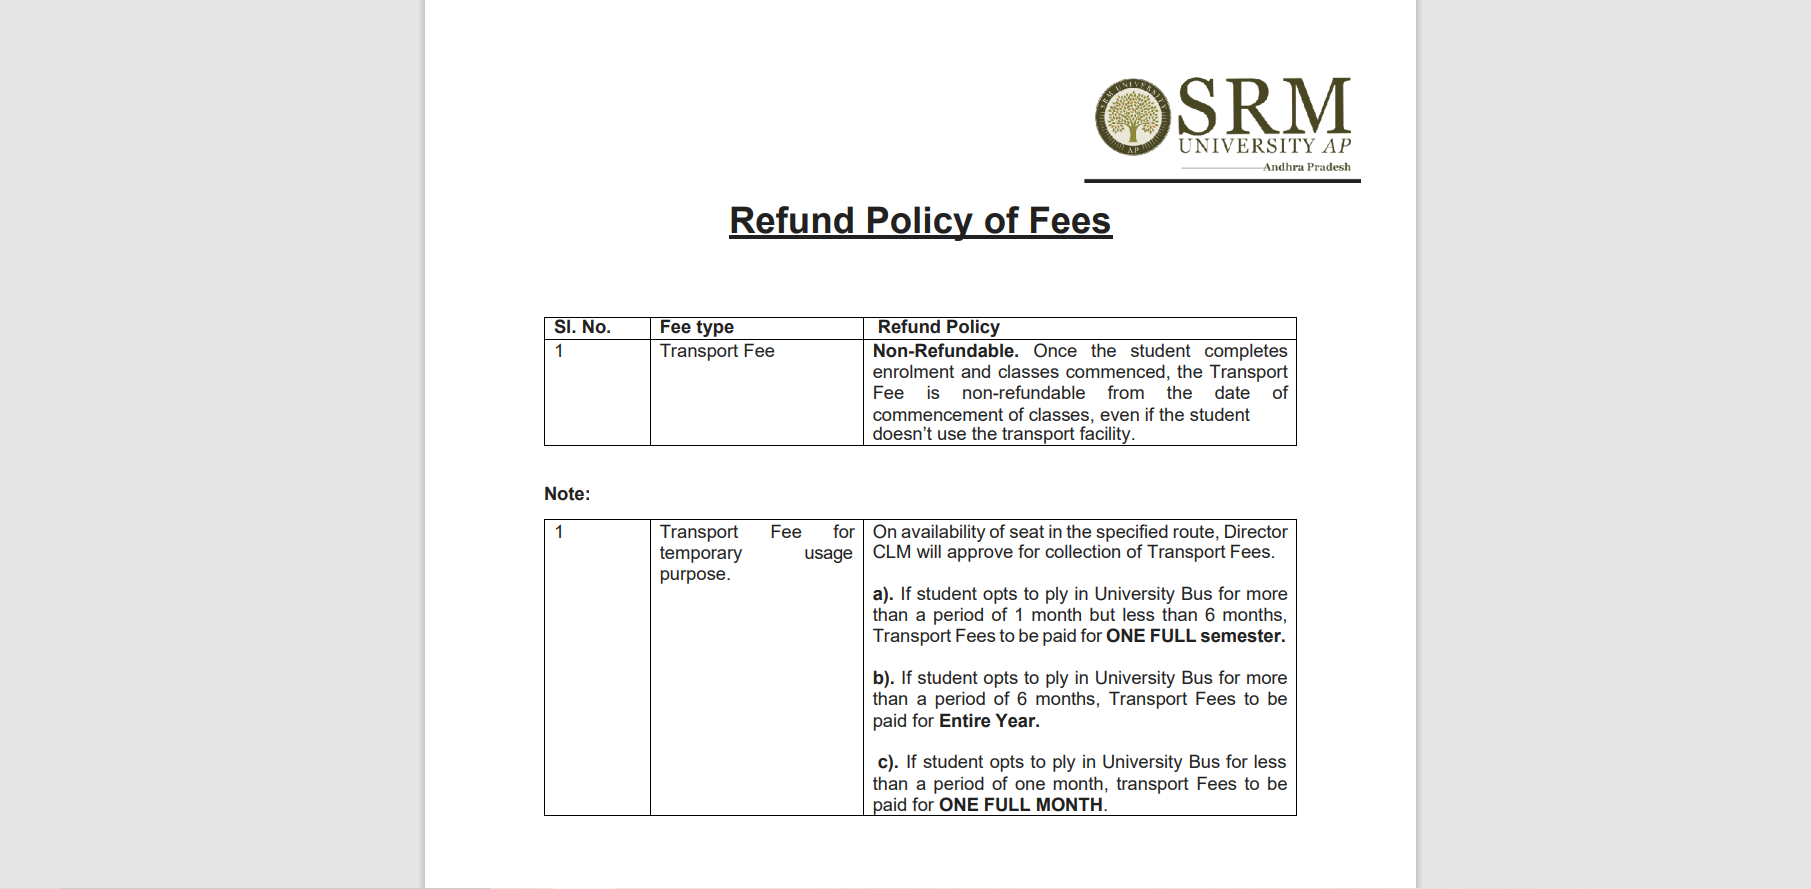 SRM UNIVERSITY
AP
SRM
UNIVERSITY AP
Andhra Pradesh
Refund Policy of Fees
Sl. No.
Fee type
Refund Policy
1
Transport Fee
Non-Refundable. Once the student completes
enrolment and classes commenced, the Transport
Fee is non-refundable from the date of
commencement of classes, even if the student
doesn’t use the transport facility.
Note:
1
Transport Fee for
temporary usage
purpose.
On availability of seat in the specified route, Director
CLM will approve for collection of Transport Fees.
a). If student opts to ply in University Bus for more
than a period of 1 month but less than 6 months,
Transport Fees to be paid for ONE FULL semester.
b). If student opts to ply in University Bus for more
than a period of 6 months, Transport Fees to be
paid for Entire Year.
c). If student opts to ply in University Bus for less
than a period of one month, transport Fees to be
paid for ONE FULL MONTH.